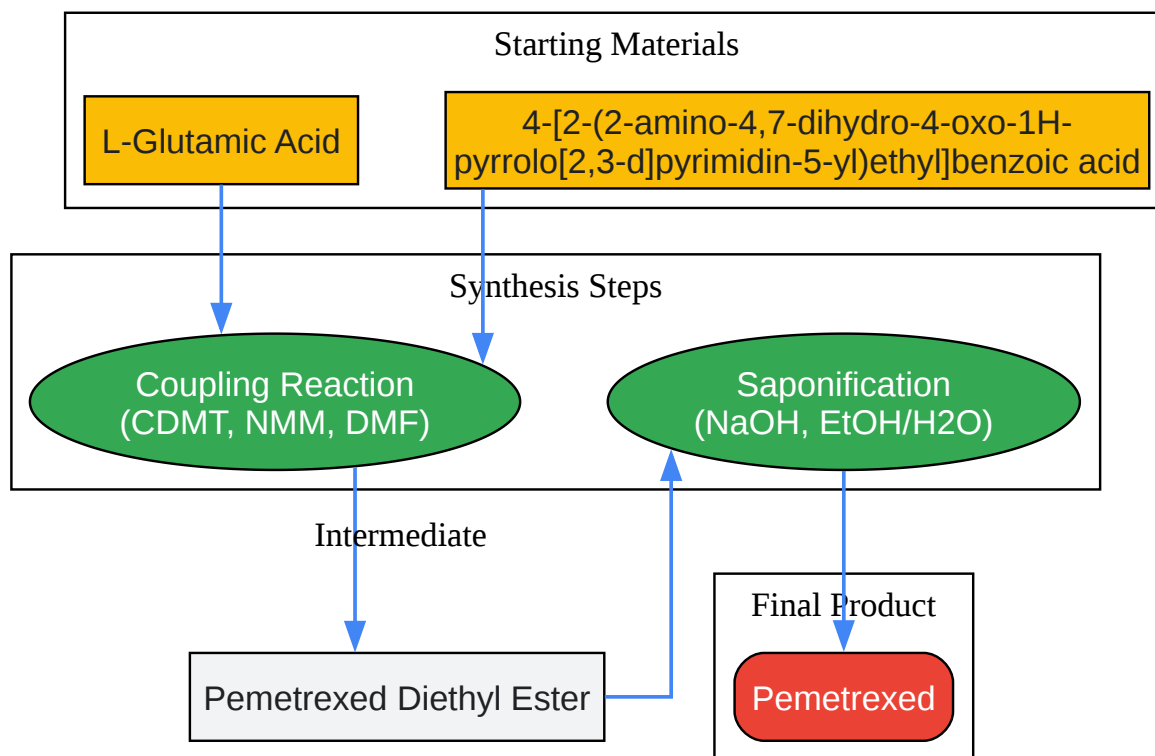 Starting Materials
L-Glutamic Acid
4-[2-(2-amino-4,7-dihydro-4-oxo-1H-
pyrrolo[2,3-d]pyrimidin-5-yl)ethyl]benzoic acid
Synthesis Steps
Coupling Reaction
(CDMT, NMM, DMF)
Saponification
(NaOH, EtOH/H2O)
Intermediate
Pemetrexed Diethyl Ester
Final Product
Pemetrexed